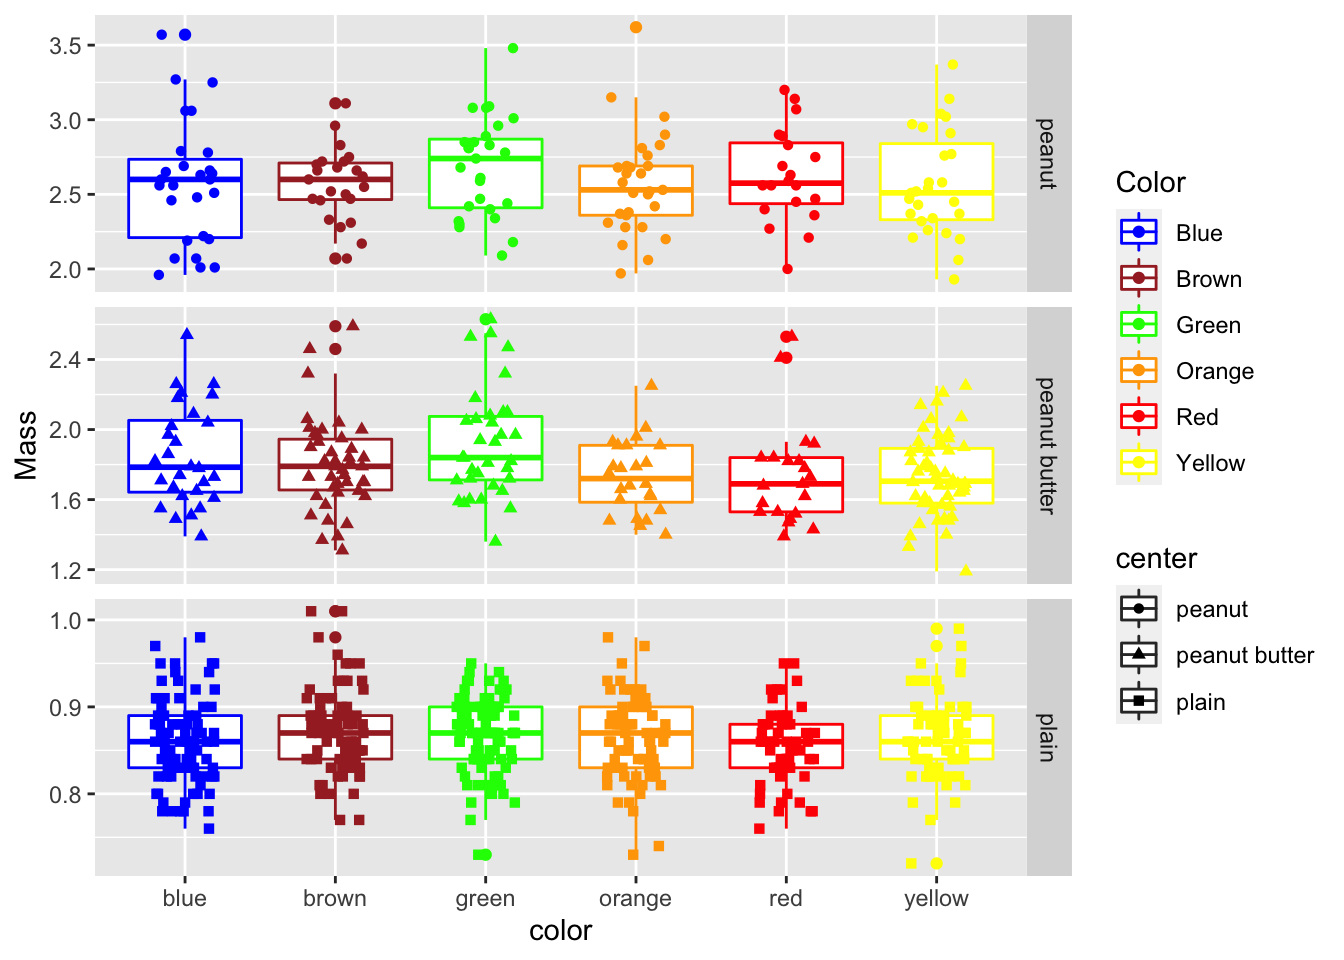 Mass
3.5
3.0
2.5
2.0
peanut
2.4
2.0
1.6
1.2
peanut butter
1.0
0.9
0.8
plain
blue brown green orange red yellow
color
Color
Blue
Brown
Green
Orange
Red
Yellow
center
peanut
peanut butter
plain